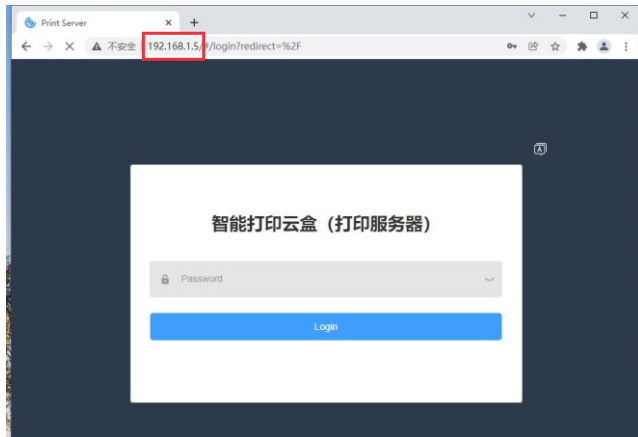 Print Server
不安全 192.168.1.5/#/login?redirect=%2F
智能打印云盒（打印服务器）
Password
Login